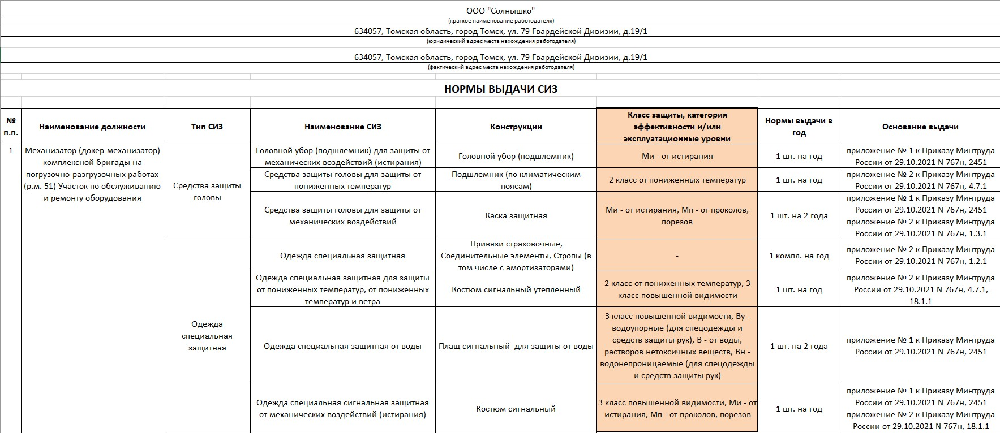 ООО "Солнышко"
(краткое наименование работодателя)
634057, Томская область, город Томск, ул. 79 Гвардейской Дивизии, д.19/1
(юридический адрес места нахождения работодателя)
634057, Томская область, город Томск, ул. 79 Гвардейской Дивизии, д.19/1
(фактический адрес места нахождения работодателя)
НОРМЫ ВЫДАЧИ СИЗ
№
п.п.
Наименование должности
Тип СИЗ
Наименование СИЗ
Конструкции
Класс защиты, категория
эффективности и/или
эксплуатационные уровни
Нормы выдачи в
год
Основание выдачи
1
Механизатор (докер-механизатор)
комплексной бригады на
погрузочно-разгрузочных работах
(р.м. 51) Участок по обслуживанию
и ремонту оборудования
Средства защиты
головы
Головной убор (подшлемник) для защиты от
механических воздействий (истирания)
Головной убор (подшлемник)
Ми - от истирания
1 шт. на год
приложение № 1 к Приказу Минтруда
России от 29.10.2021 N 767н, 2451
Средства защиты головы для защиты от
пониженных температур
Подшлемник (по климатическим
поясам)
2 класс от пониженных температур
1 шт. на год
приложение № 2 к Приказу Минтруда
России от 29.10.2021 N 767н, 4.7.1
Средства защиты головы для защиты от
механических воздействий
Каска защитная
Ми - от истирания, Мп - от проколов,
порезов
1 шт. на 2 года
приложение № 1 к Приказу Минтруда
России от 29.10.2021 N 767н, 2451
приложение № 2 к Приказу Минтруда
России от 29.10.2021 N 767н, 1.3.1
Одежда
специальная
защитная
Одежда специальная защитная
Привязи страховочные,
Соединительные элементы, Стропы (в
том числе с амортизаторами)
-
1 компл. на год
приложение № 2 к Приказу Минтруда
России от 29.10.2021 N 767н, 1.2.1
Одежда специальная защитная для защиты
от пониженных температур, от пониженных
температур и ветра
Костюм сигнальный утепленный
2 класс от пониженных температур, 3
класс повышенной видимости
1 шт. на год
приложение № 2 к Приказу Минтруда
России от 29.10.2021 N 767н, 4.7.1,
18.1.1
Одежда специальная защитная от воды
Плащ сигнальный  для защиты от воды
3 класс повышенной видимости, Ву -
водоупорные (для спецодежды и
средств защиты рук), В - от воды,
растворов нетоксичных веществ, Вн -
водонепроницаемые (для спецодежды
и средств защиты рук)
1 шт. на 2 года
приложение № 1 к Приказу Минтруда
России от 29.10.2021 N 767н, 2451
Одежда специальная сигнальная защитная
от механических воздействий (истирания)
Костюм сигнальный
3 класс повышенной видимости, Ми - от
истирания, Мп - от проколов, порезов
1 шт. на год
приложение № 1 к Приказу Минтруда
России от 29.10.2021 N 767н, 2451
приложение № 2 к Приказу Минтруда
России от 29.10.2021 N 767н, 18.1.1